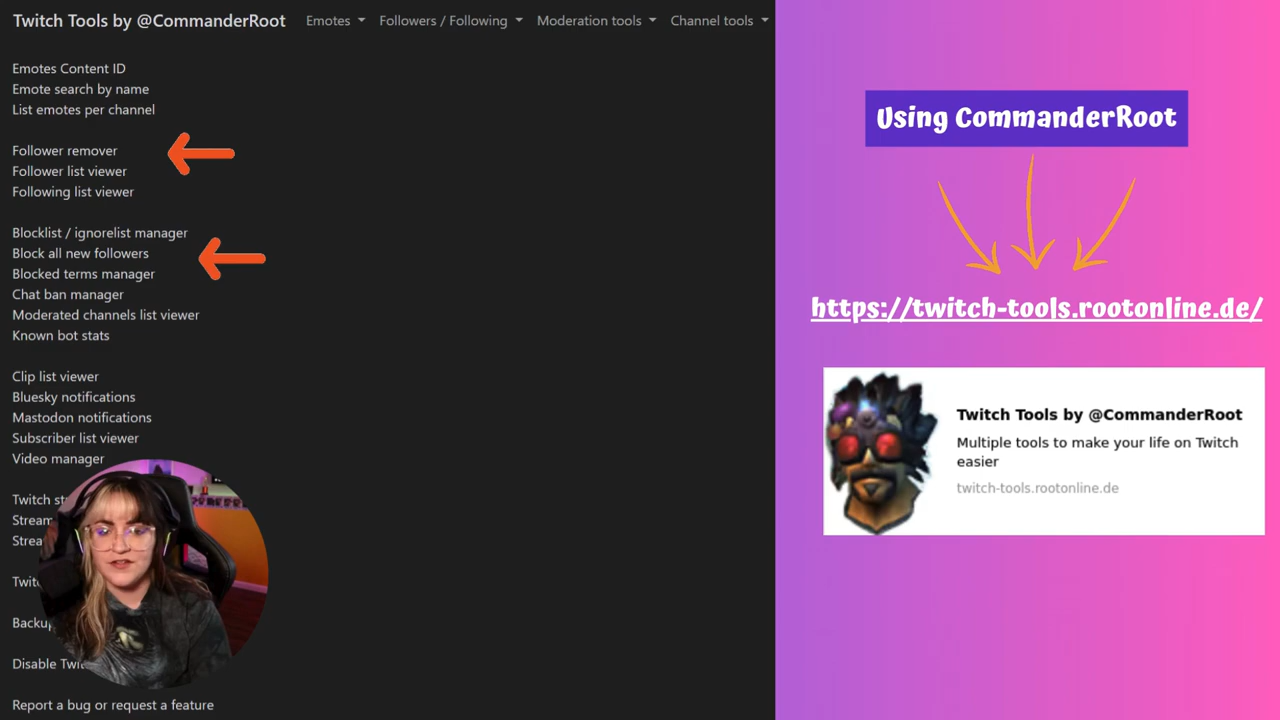 Twitch Tools by @CommanderRoot
Emotes
Followers / Following
Moderation tools
Channel tools
Emotes Content ID
Emote search by name
List emotes per channel
Follower remover
Follower list viewer
Following list viewer
Blocklist / ignorelist manager
Block all new followers
Blocked terms manager
Chat ban manager
Moderated channels list viewer
Known bot stats
Clip list viewer
Bluesky notifications
Mastodon notifications
Subscriber list viewer
Video manager
Twitch
Disable
Report a bug or request a feature
Using CommanderRoot
https://twitch-tools.rootonline.de/
Twitch Tools by @CommanderRoot
Multiple tools to make your life on Twitch
easier
twitch-tools.rootonline.de